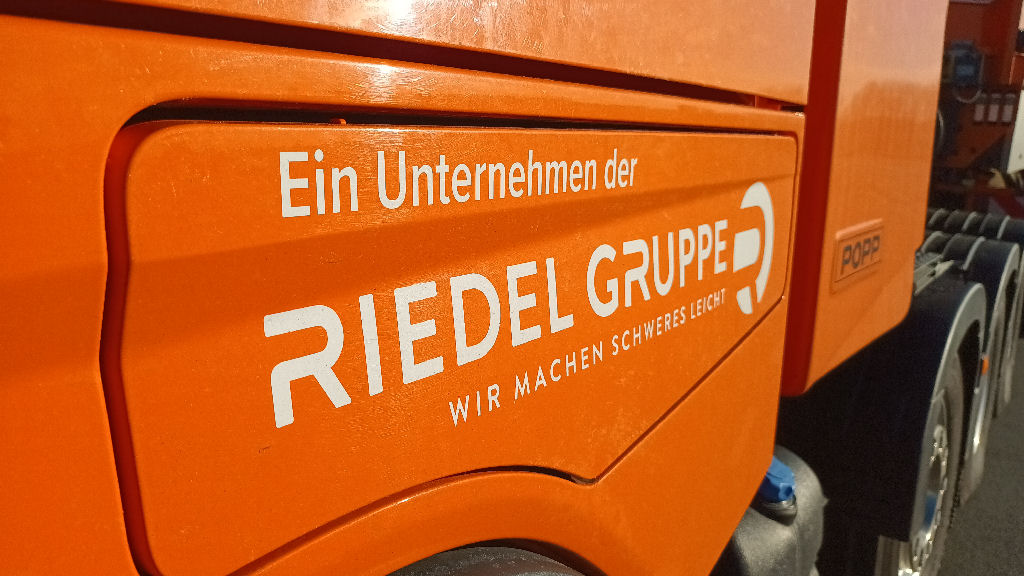 Ein Unternehmen der
RIEDEL GRUPPE
WIR MACHEN SCHWERES LEICHT
POPP